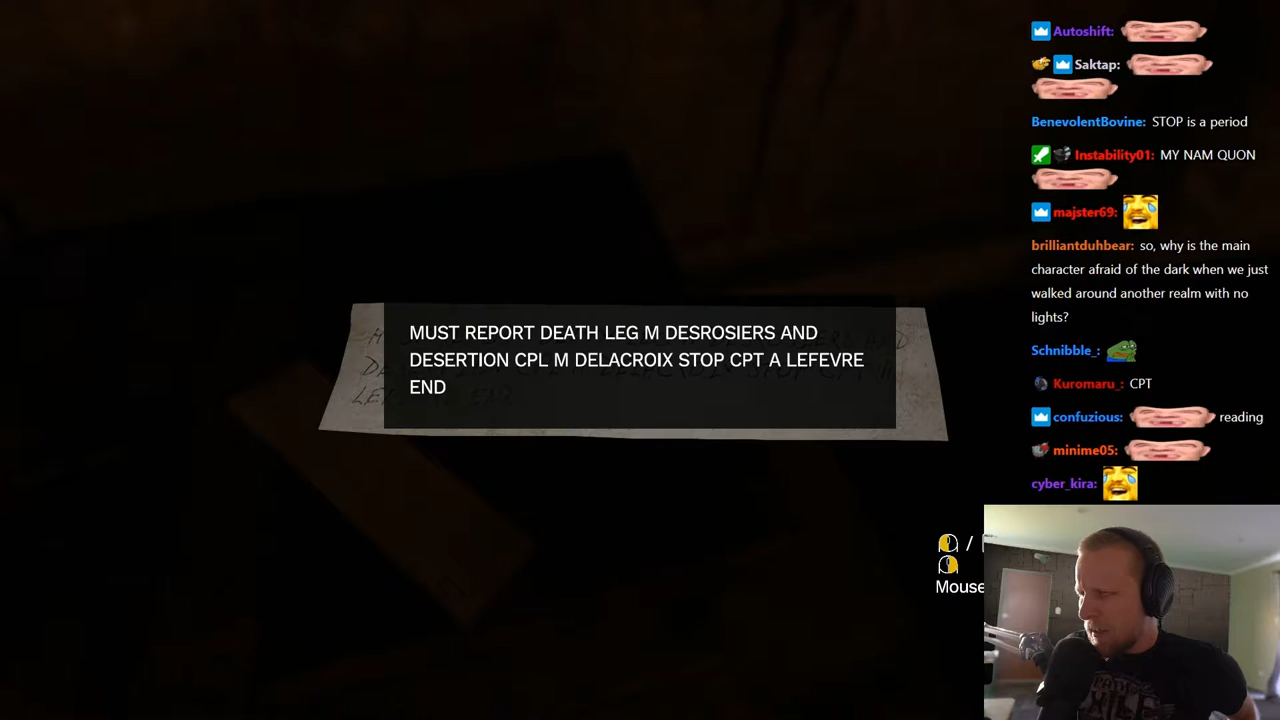 MUST REPORT DEATH LEG M DESROSIERS AND
DESERTION CPL M DELACROIX STOP CPT A LEFEVRE
END
/
Mouse
Autoshift:
Saktap:
BenevolentBovine: STOP is a period
Instability01: MY NAM QUON
majster69:
brilliantduhbear: so, why is the main
character afraid of the dark when we just
walked around another realm with no
lights?
Schnibble_:
Kuromaru_: CPT
confuzious: reading
minime05:
cyber_kira: